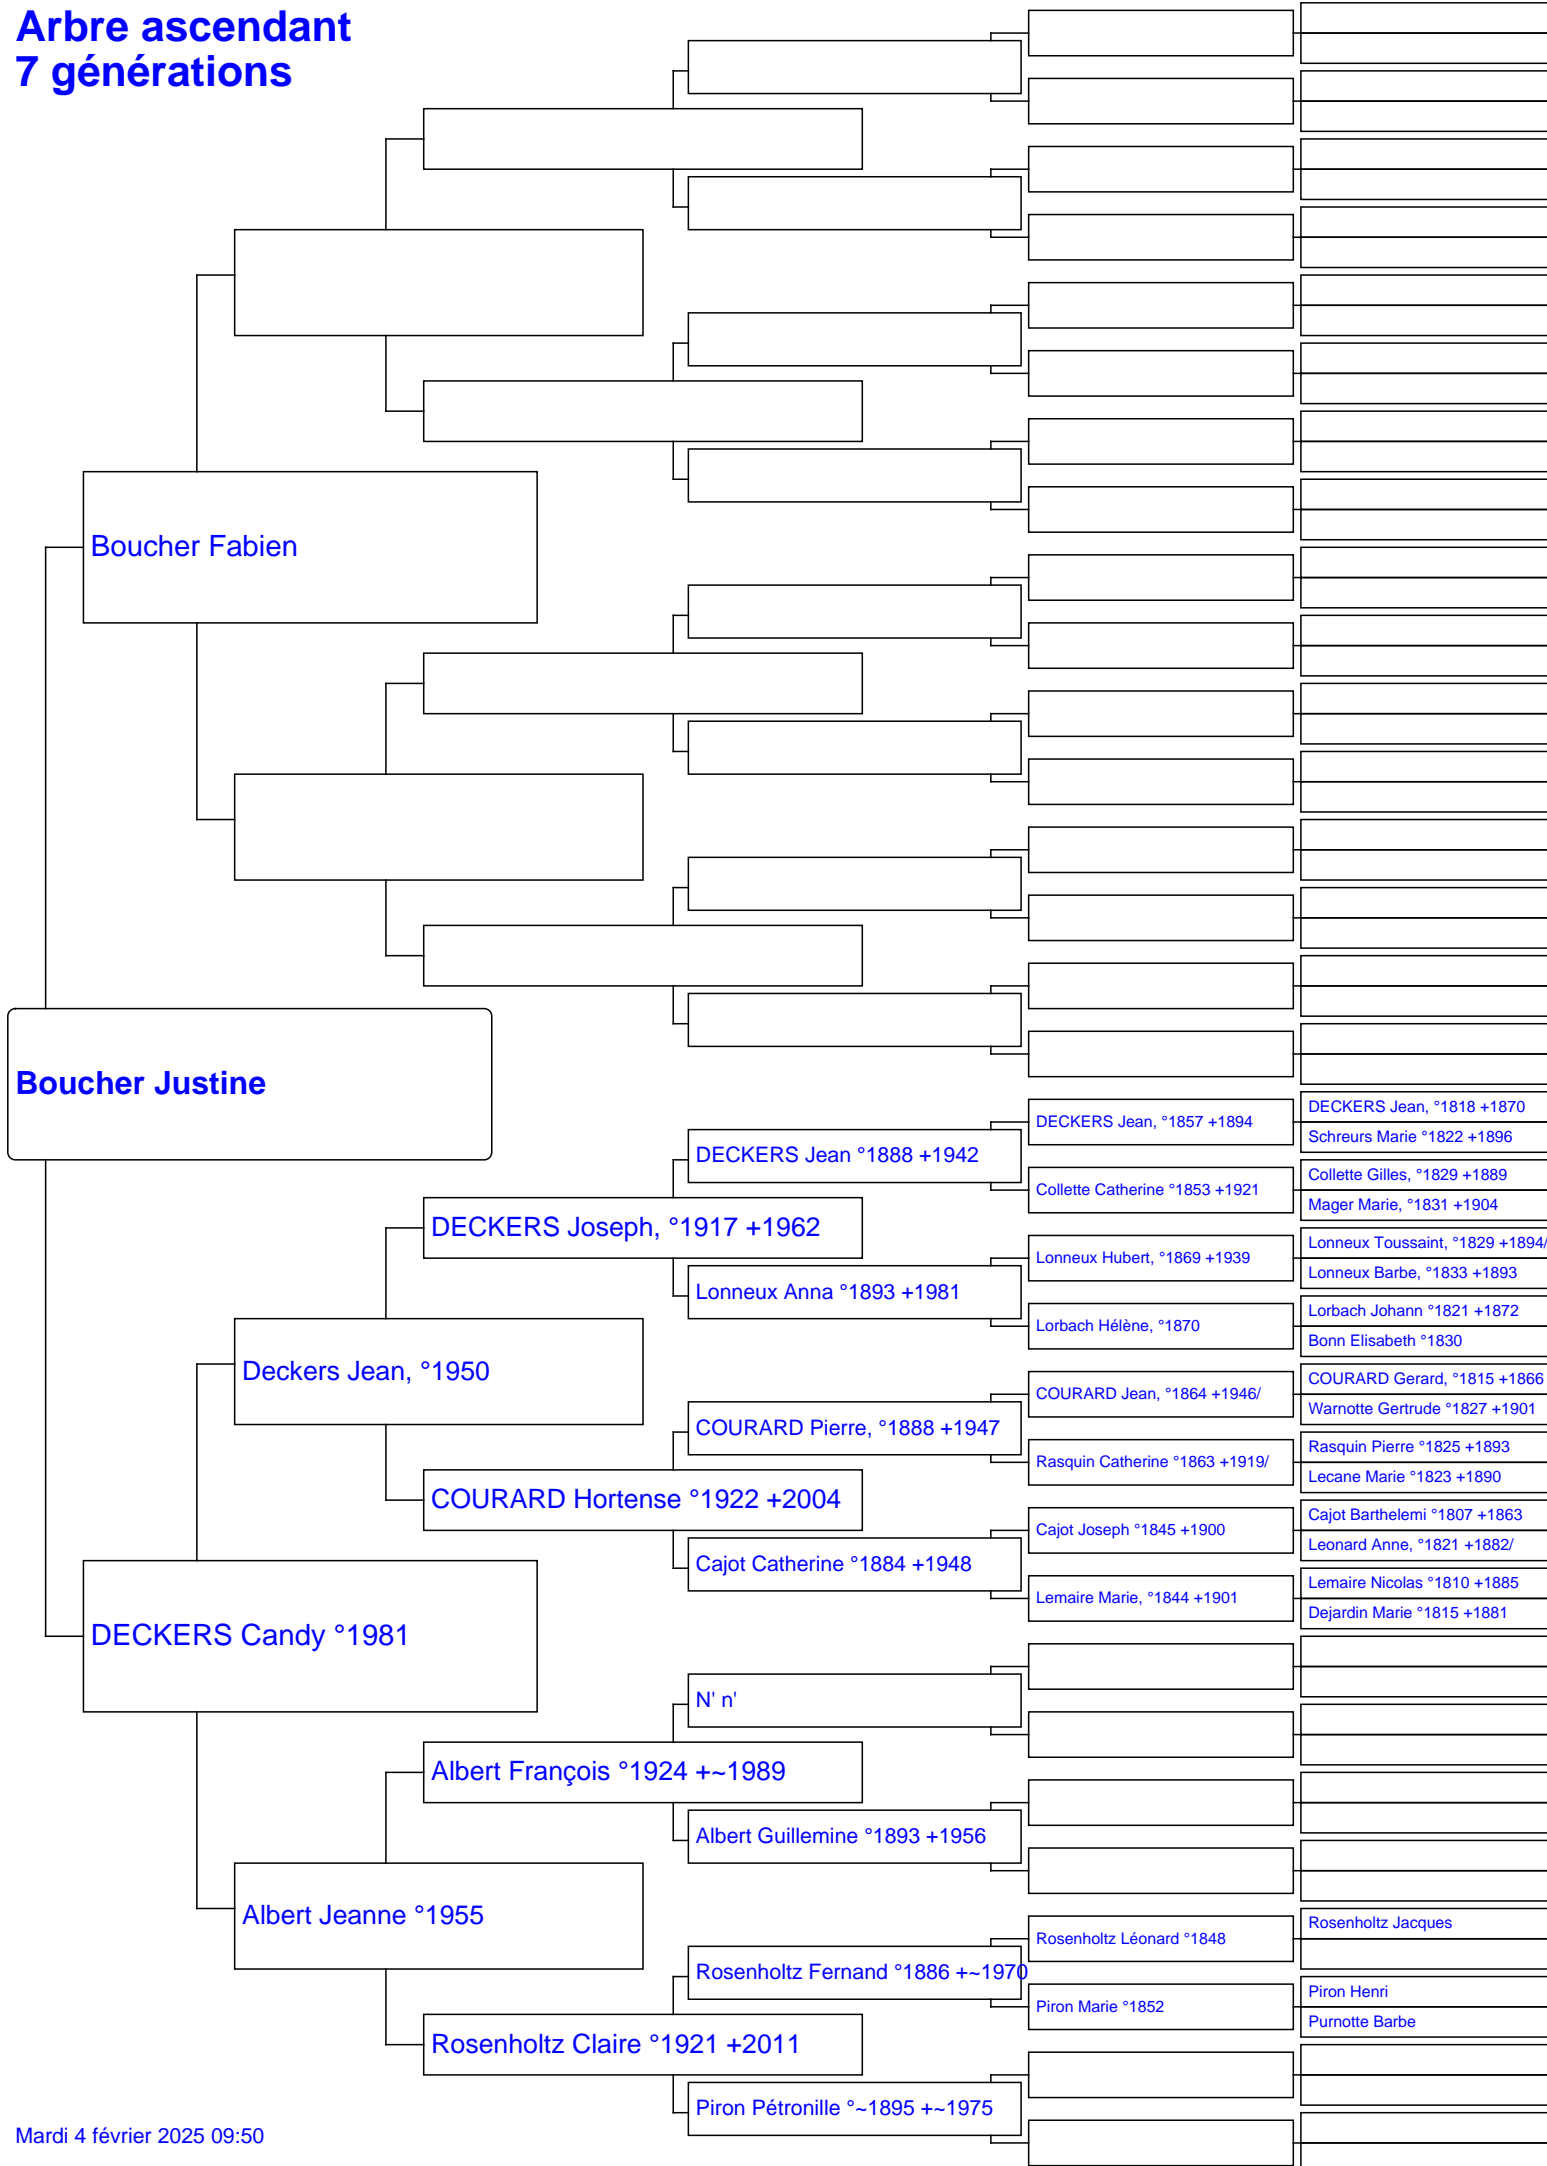 Arbre ascendant
7 générations
Boucher Fabien
Boucher Justine
DECKERS Jean, °1818 +1870
DECKERS Jean, °1857 +1894
Schreurs Marie °1822 +1896
DECKERS Jean °1888 +1942
Collette Gilles, °1829 +1889
Collette Catherine °1853 +1921
Mager Marie, °1831 +1904
DECKERS Joseph, °1917 +1962
Lonneux Toussaint, °1829 +1894/
Lonneux Hubert, °1869 +1939
Lonneux Barbe, °1833 +1893
Lonneux Anna °1893 +1981
Lorbach Johann °1821 +1872
Lorbach Hélène, °1870
Bonn Elisabeth °1830
Deckers Jean, °1950
COURARD Gerard, °1815 +1866
COURARD Jean, °1864 +1946/
Warnotte Gertrude °1827 +1901
COURARD Pierre, °1888 +1947
Rasquin Pierre °1825 +1893
Rasquin Catherine °1863 +1919/
Lecane Marie °1823 +1890
COURARD Hortense °1922 +2004
Cajot Barthelemi °1807 +1863
Cajot Joseph °1845 +1900
Leonard Anne, °1821 +1882/
Cajot Catherine °1884 +1948
Lemaire Nicolas °1810 +1885
Lemaire Marie, °1844 +1901
Dejardin Marie °1815 +1881
DECKERS Candy °1981
N' n'
Albert François °1924 +~1989
Albert Guillemine °1893 +1956
Albert Jeanne °1955
Rosenholtz Jacques
Rosenholtz Léonard °1848
Rosenholtz Fernand °1886 +~1970
Piron Henri
Piron Marie °1852
Purnotte Barbe
Rosenholtz Claire °1921 +2011
Piron Pétronille °~1895 +~1975
Mardi 4 février 2025 09:50